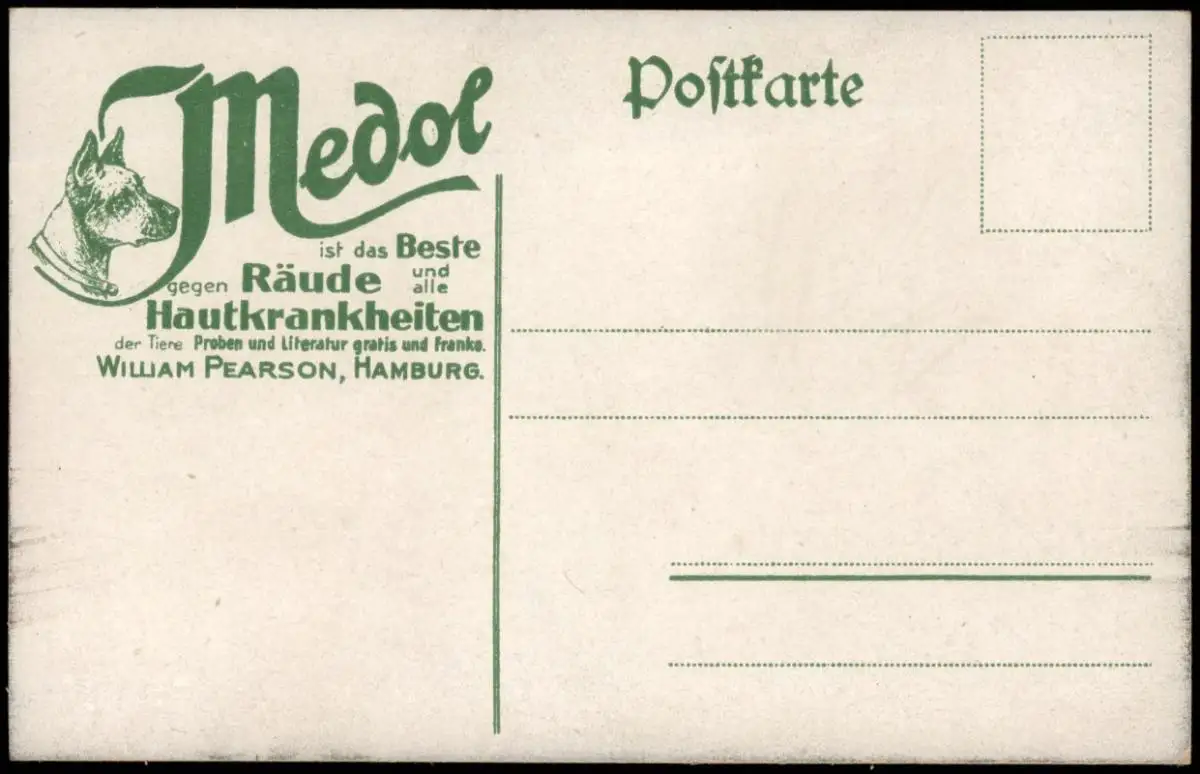 Medol
ist das Beste
gegen Räude und alle
Hautkrankheiten
der Tiere Proben und Literatur gratis und franko.
WILLIAM PEARSON, HAMBURG.
Poſtkarte